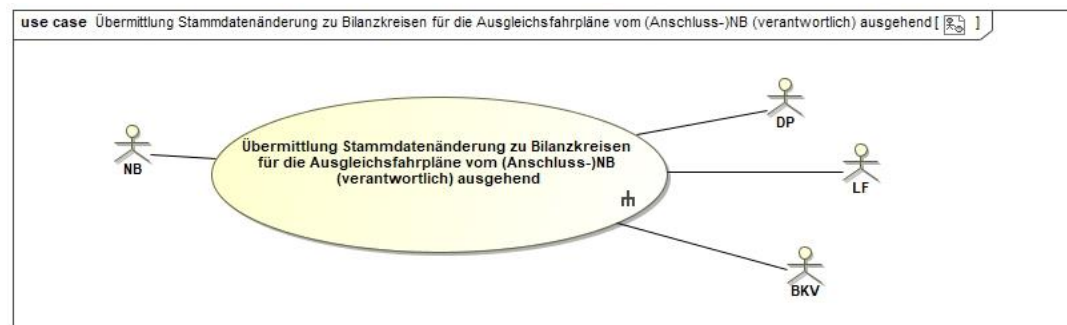 use case Übermittlung Stammdatenänderung zu Bilanzkreisen für die Ausgleichsfahrpläne vom (Anschluss-)NB (verantwortlich) ausgehend [ ]
DP
Übermittlung Stammdatenänderung zu Bilanzkreisen
für die Ausgleichsfahrpläne vom (Anschluss-)NB
(verantwortlich) ausgehend
NB
LF
BKV